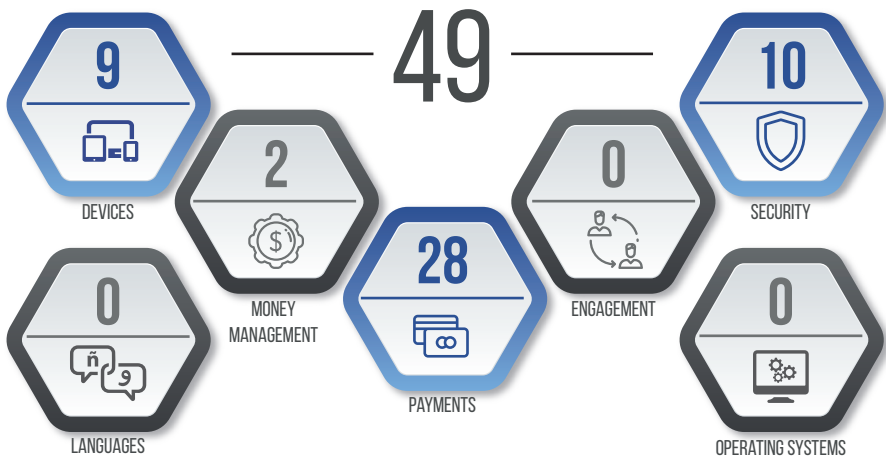 49
9
DEVICES
2
MONEY
MANAGEMENT
28
PAYMENTS
0
ENGAGEMENT
10
SECURITY
0
ñ
و
LANGUAGES
$
0
OPERATING SYSTEMS